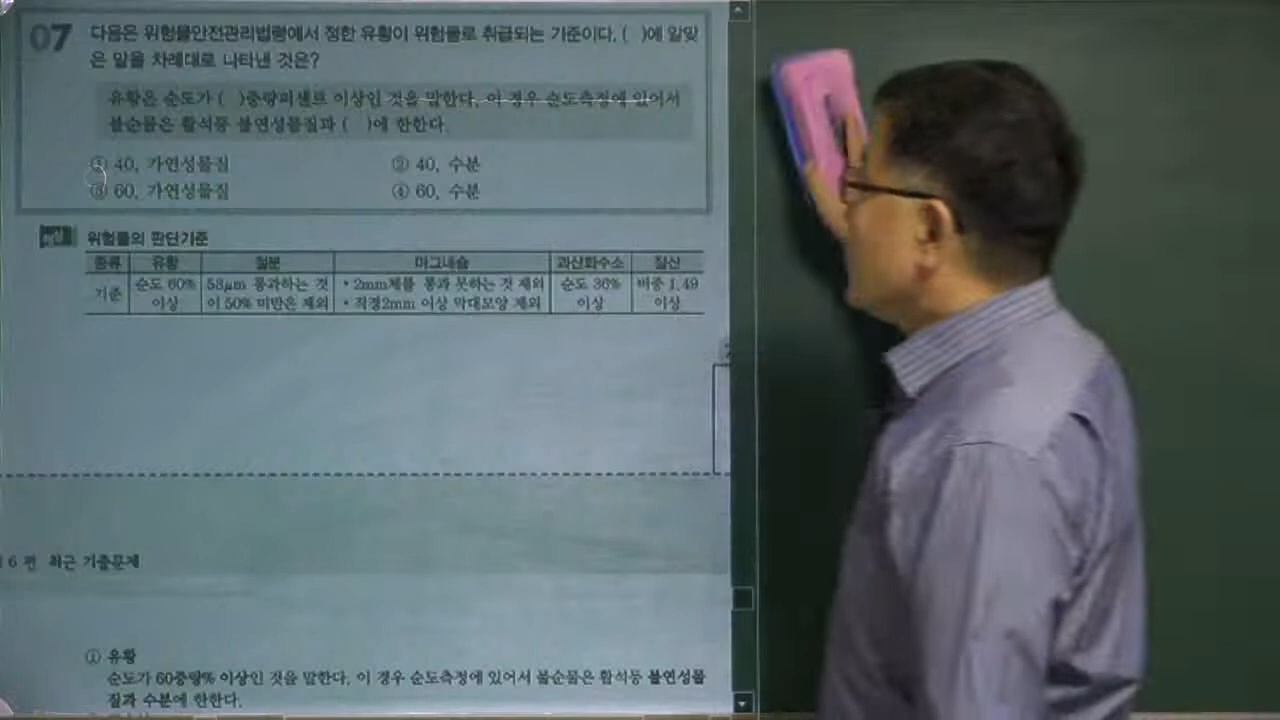 07 다음은 위험물안전관리법령에서 정한 유황이 위험물로 취급되는 기준이다. ( )에 알맞
은 말을 차례대로 나타낸 것은?
유황은 순도가 ( )중량퍼센트 이상인 것을 말한다. 이 경우 순도측정에 있어서
불순물은 활석등 불연성물질과 ( )에 한한다.
① 40, 가연성물질 ② 40, 수분
③ 60, 가연성물질 ④ 60, 수분
해설 위험물의 판단기준
종류 유황 철분 마그네슘 과산화수소 질산
기준 순도 60% 53μm 통과하는 것 • 2mm체를 통과 못하는 것 제외 순도 36% 비중 1.49
이상 이 50% 미만은 제외 • 직경2mm 이상 막대모양 제외 이상 이상
6 편 최근 기출문제
① 유황
순도가 60중량% 이상인 것을 말한다. 이 경우 순도측정에 있어서 불순물은 활석등 불연성물
질과 수분에 한한다.